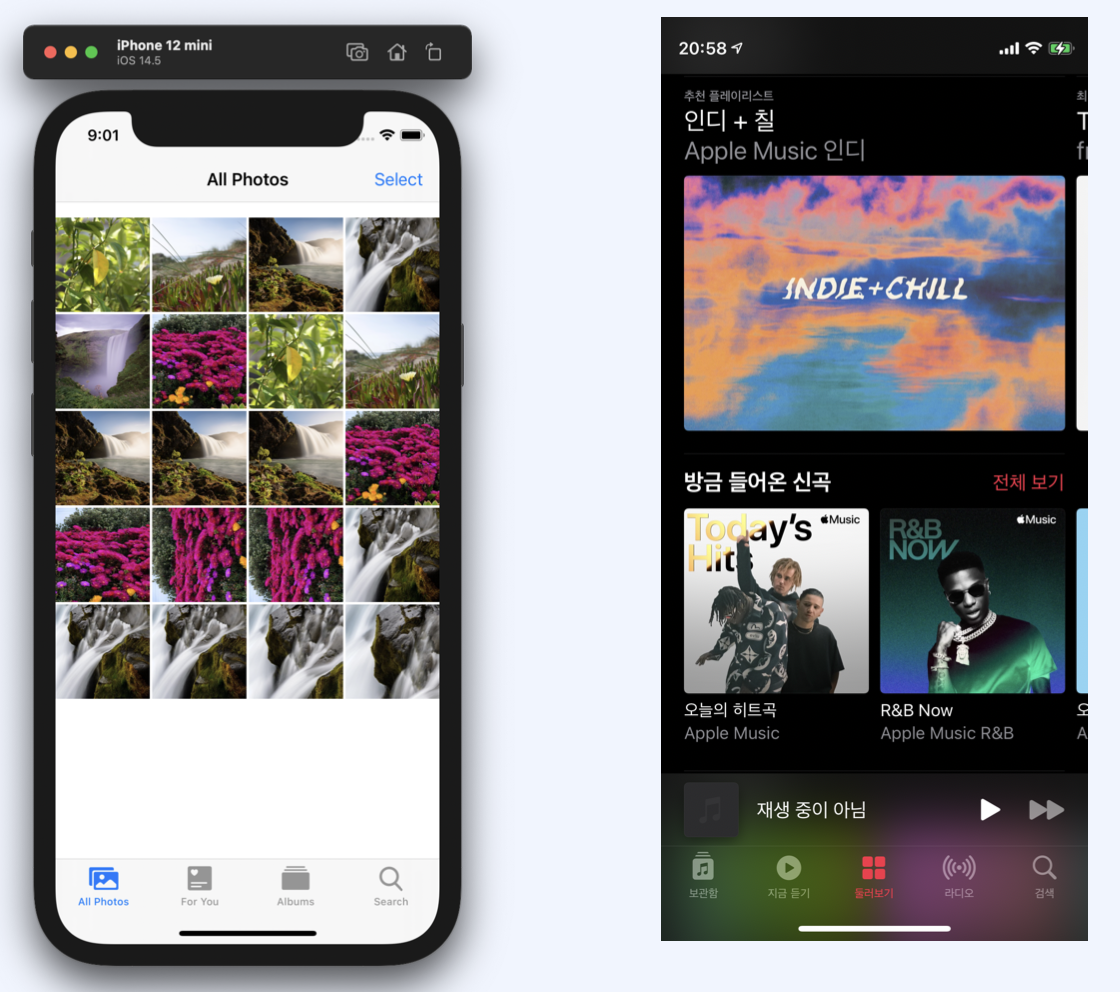 iPhone 12 mini
iOS 14.5
9:01
All Photos
Select
All Photos
For You
Albums
Search
20:58
추천 플레이리스트
인디 + 칠
Apple Music 인디
최
T
fr
INDIE+CHILL
방금 들어온 신곡
전체 보기
Today's
Hits
Music
R&B
NOW
Music
오늘의 히트곡
Apple Music
R&B Now
Apple Music R&B
오
A
재생 중이 아님
보관함
지금 듣기
둘러보기
라디오
검색